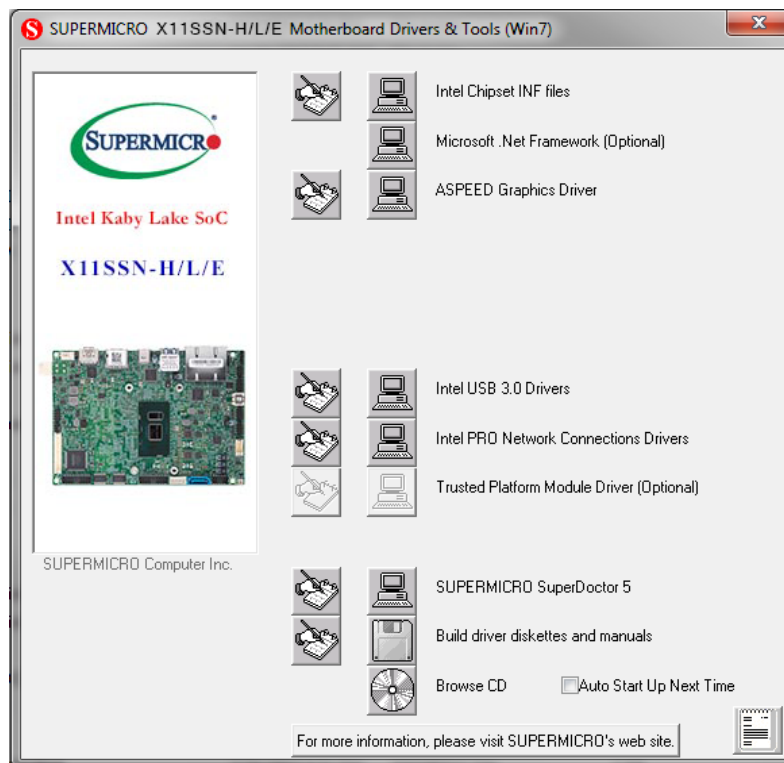 SUPERMICRO X11SSN-H/L/E Motherboard Drivers & Tools (Win7)
SUPERMICRO
Intel Kaby Lake SoC
X11SSN-H/L/E
SUPERMICRO Computer Inc.
Intel Chipset INF files
Microsoft .Net Framework (Optional)
ASPEED Graphics Driver
Intel USB 3.0 Drivers
Intel PRO Network Connections Drivers
Trusted Platform Module Driver (Optional)
SUPERMICRO SuperDoctor 5
Build driver diskettes and manuals
Browse CD
Auto Start Up Next Time
For more information, please visit SUPERMICRO's web site.